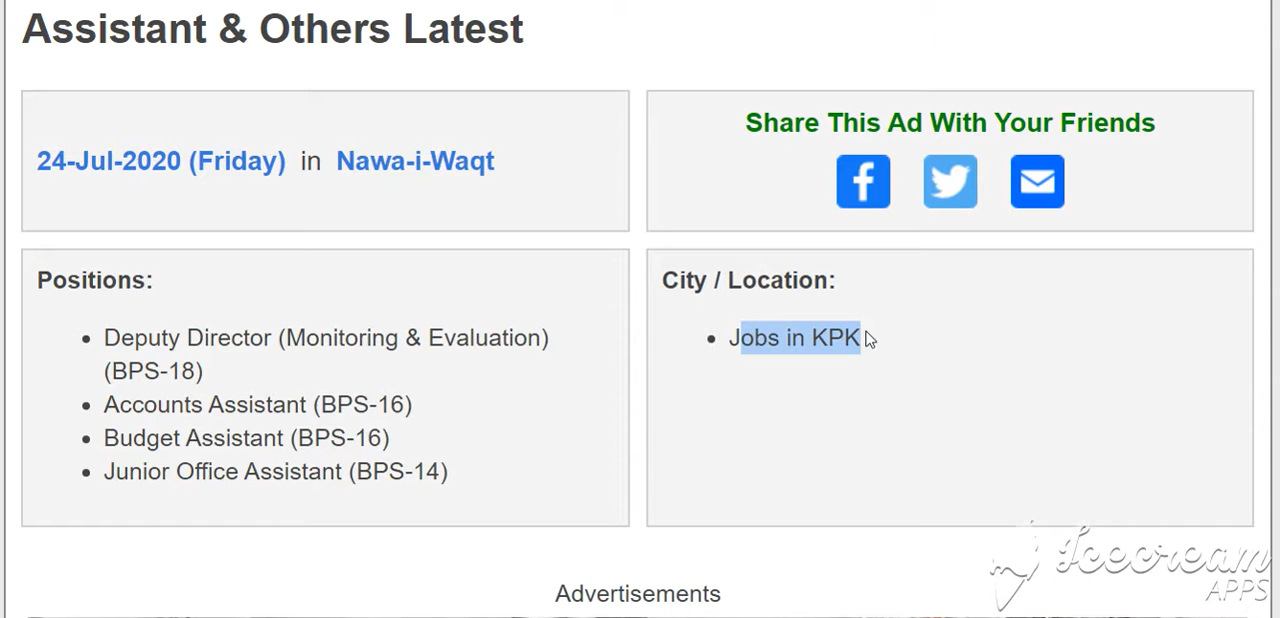 Assistant & Others Latest
24-Jul-2020 (Friday) in Nawa-i-Waqt
Share This Ad With Your Friends
Positions:
• Deputy Director (Monitoring & Evaluation)
(BPS-18)
• Accounts Assistant (BPS-16)
• Budget Assistant (BPS-16)
• Junior Office Assistant (BPS-14)
City / Location:
• Jobs in KPK
Advertisements
Icecream
APPS